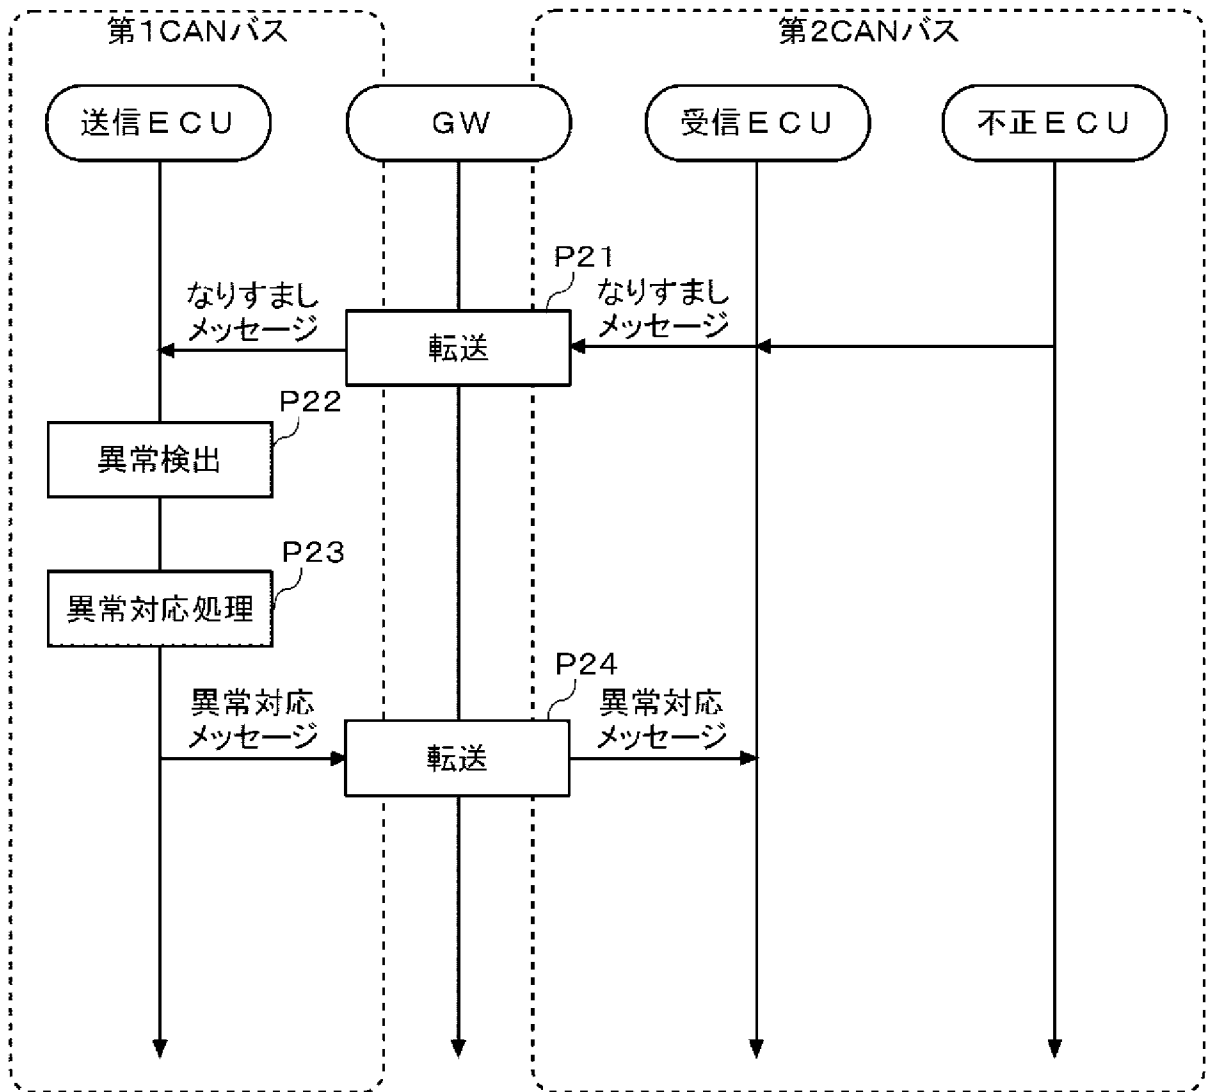 第1CANバス
第2CANバス
送信ECU
GW
受信ECU
不正ECU
P21
なりすまし
メッセージ
なりすまし
メッセージ
転送
P22
異常検出
P23
異常対応処理
P24
異常対応
メッセージ
異常対応
メッセージ
転送